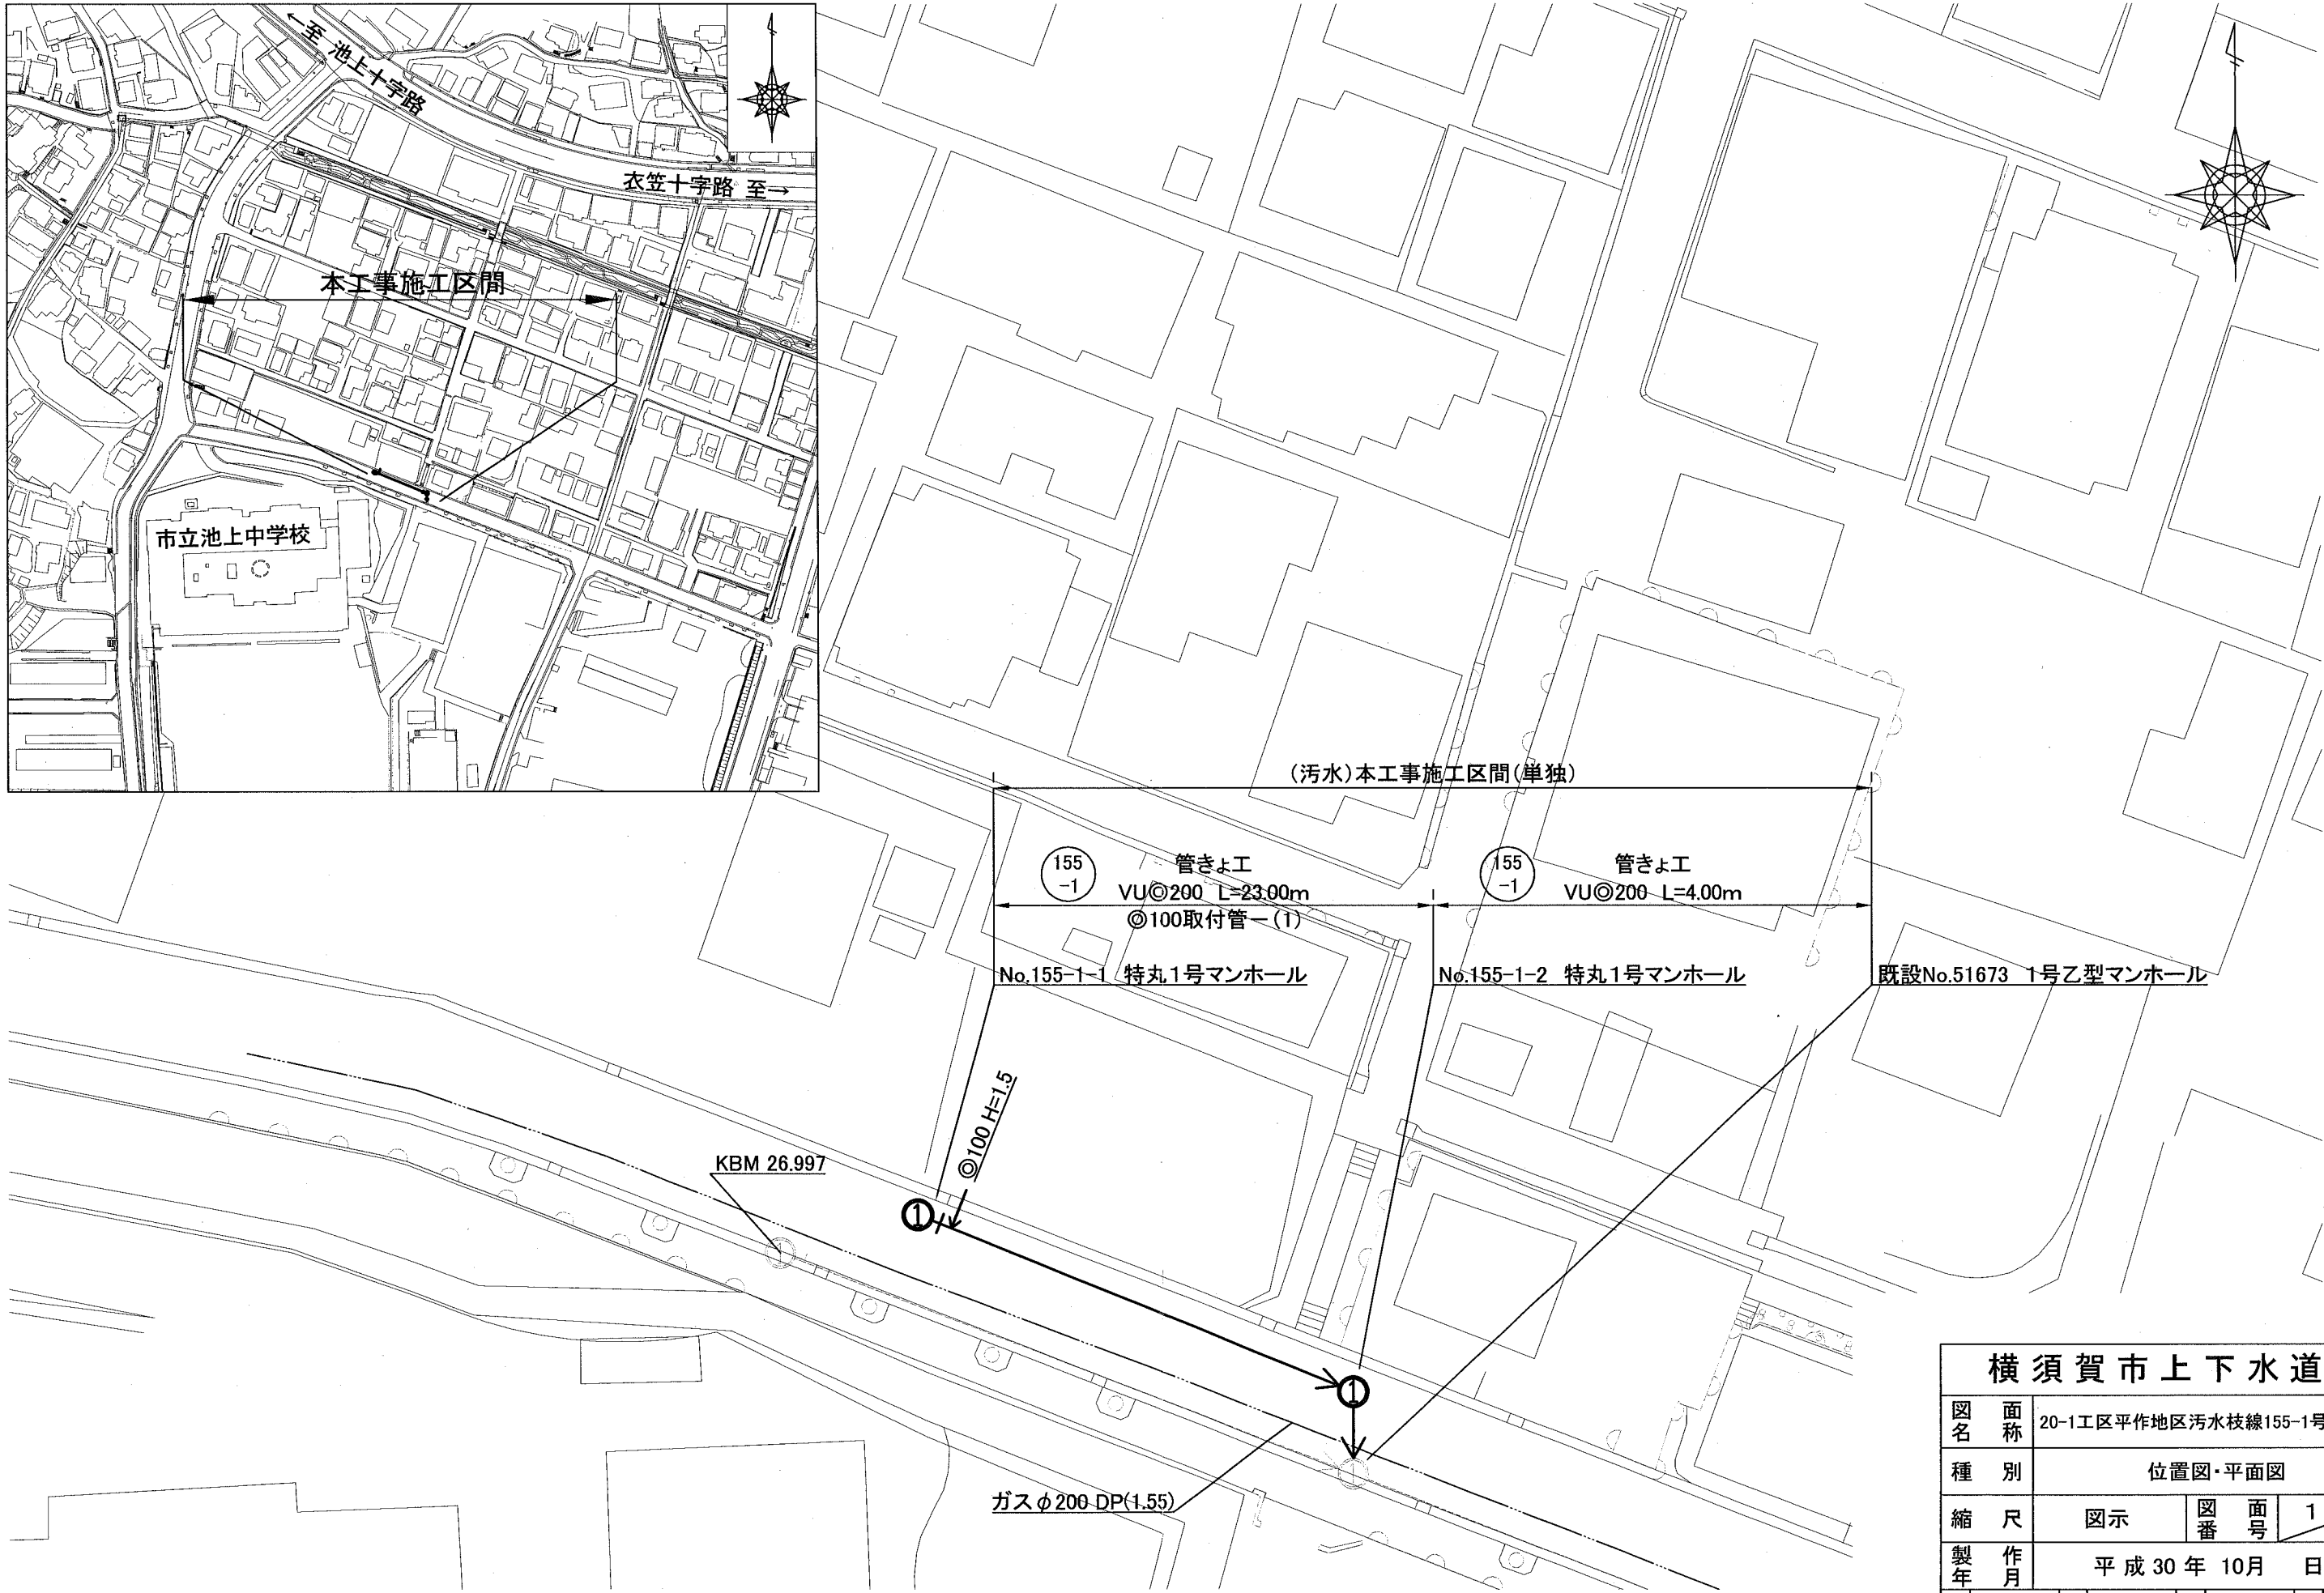 ←至 池上十字路
衣笠十字路 至→
本工事施工区間
市立池上中学校
(汚水)本工事施工区間(単独)
155
-1
管きょ工
VU◎200 L=23.00m
◎100取付管-(1)
155
-1
管きょ工
VU◎200 L=4.00m
No.155-1-1 特丸1号マンホール
No.155-1-2 特丸1号マンホール
既設No.51673 1号乙型マンホール
◎100 H=1.5
KBM 26.997
1
1
1
1
ガスφ200 DP(1.55)
横須賀市上下水道
図面名称 20-1工区平作地区汚水枝線155-1号
種別 位置図・平面図
縮尺 図示 図面番号 1
製作年月 平成30年 10月 日